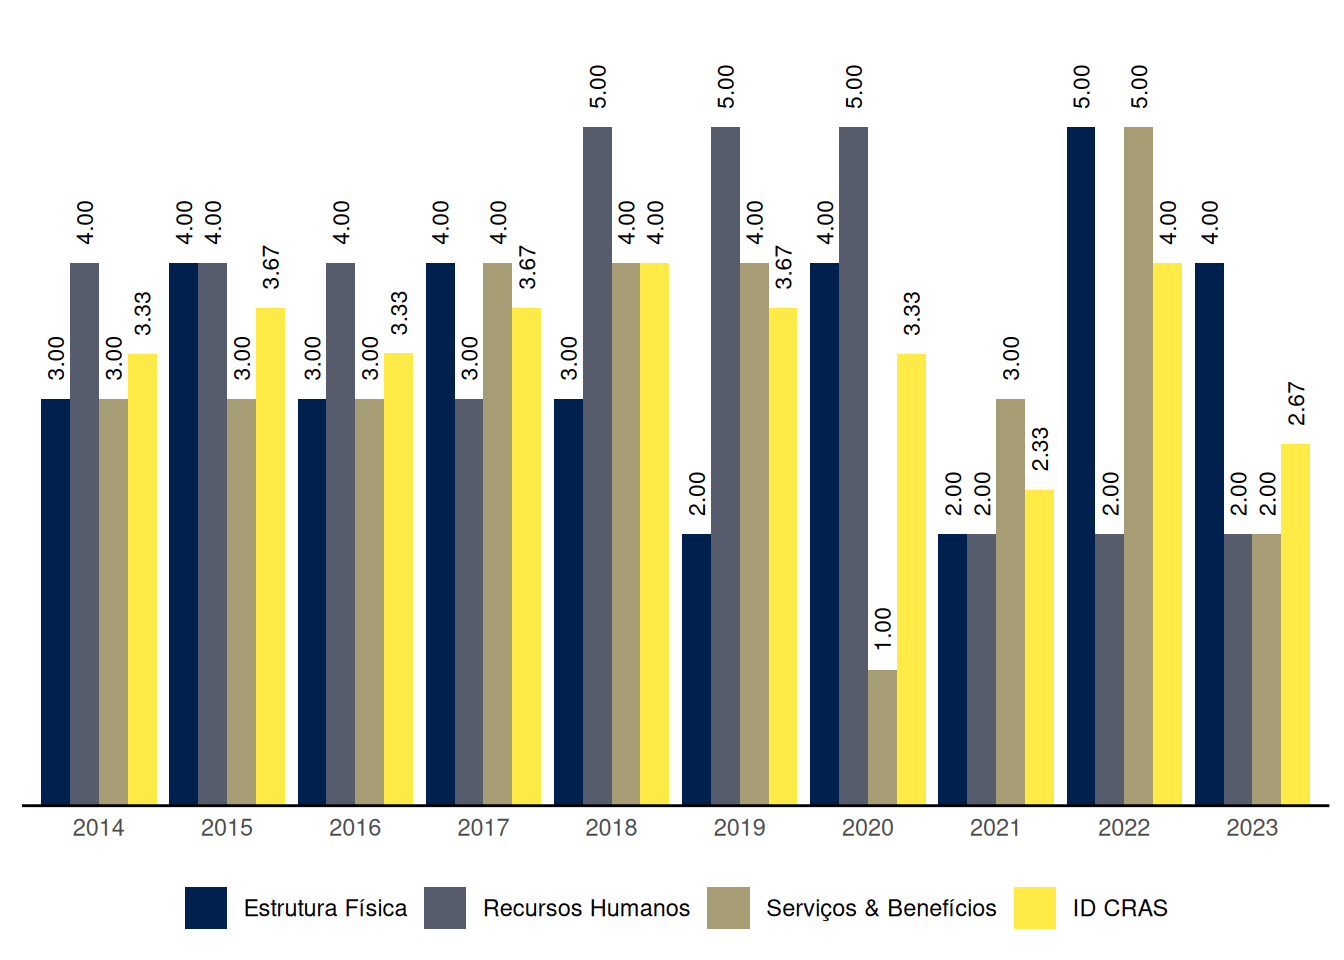 3.00 4.00 3.00 3.33
4.00 4.00 3.00 3.67
3.00 4.00 3.00 3.33
4.00 3.00 4.00 3.67
3.00 5.00 4.00 4.00
2.00 5.00 4.00 3.67
4.00 5.00 1.00 3.33
2.00 2.00 3.00 2.33
5.00 2.00 5.00 4.00
4.00 2.00 2.00 2.67
2014 2015 2016 2017 2018 2019 2020 2021 2022 2023
Estrutura Física Recursos Humanos Serviços & Benefícios ID CRAS